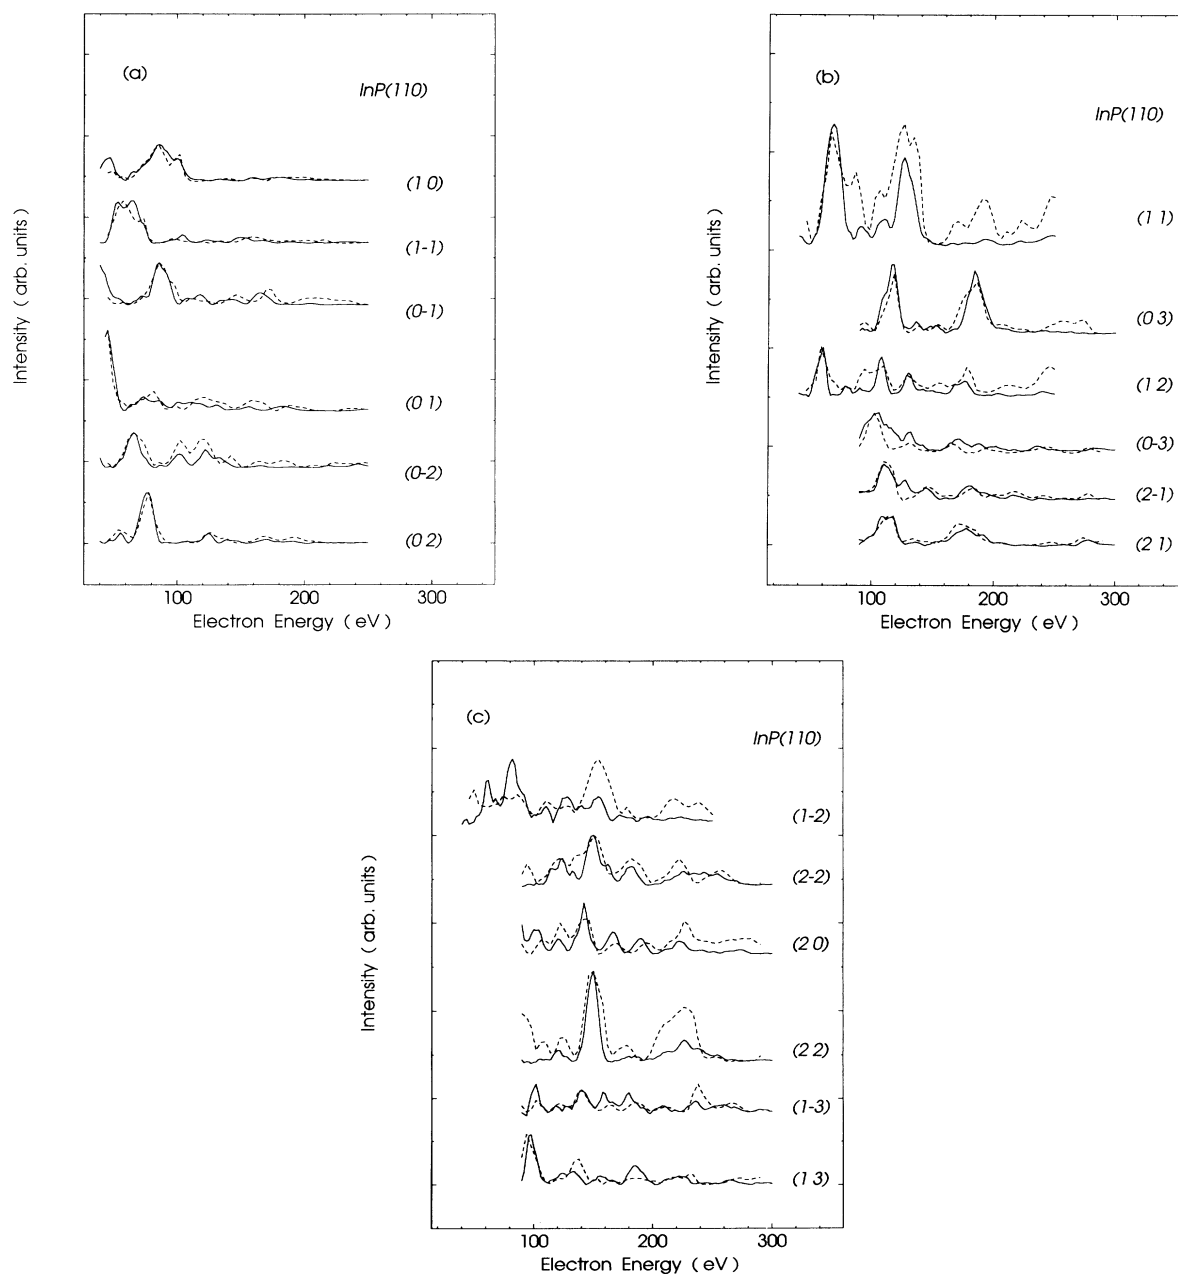 (a)
InP(110)
(1 0)
(1-1)
(0-1)
(0 1)
(0-2)
(0 2)
Intensity ( arb. units)
100 200 300
Electron Energy ( eV )
(b)
InP(110)
(1 1)
(0 3)
(1 2)
(0-3)
(2-1)
(2 1)
Intensity ( arb. units)
100 200 300
Electron Energy ( eV )
(c)
InP(110)
(1-2)
(2-2)
(2 0)
(2 2)
(1-3)
(1 3)
Intensity ( arb. units)
100 200 300
Electron Energy ( eV )